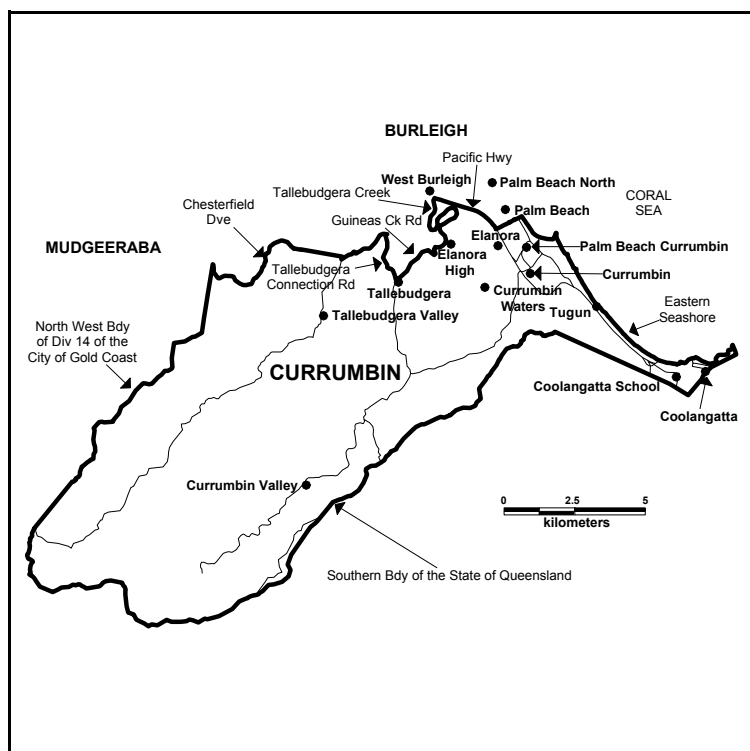 BURLEIGH
Pacific Hwy
West Burleigh
Palm Beach North
Tallebudgera Creek
CORAL
SEA
Chesterfield
Dve
Palm Beach
Guineas Ck Rd
MUDGEERABA
Elanora
Palm Beach Currumbin
Elanora
High
Tallebudgera
Connection Rd
Currumbin
Tallebudgera
Currumbin
Waters
Eastern
Seashore
Tugun
Tallebudgera Valley
North West Bdy
of Div 14 of the
City of Gold Coast
CURRUMBIN
Coolangatta School
Coolangatta
Currumbin Valley
0 2.5 5
kilometers
Southern Bdy of the State of Queensland